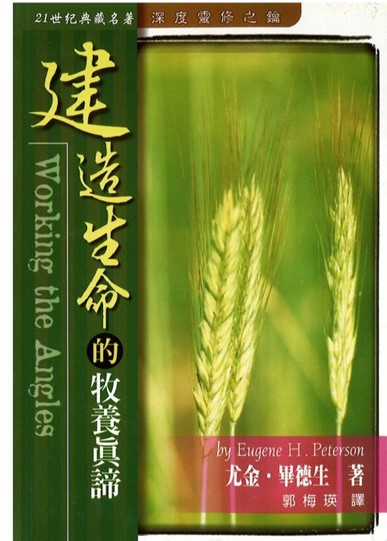 21世紀典藏名著
深度靈修之鑰
建造生命的牧養真諦
Working the Angles
by Eugene H. Peterson
尤金·畢德生 著
郭梅瑛 譯